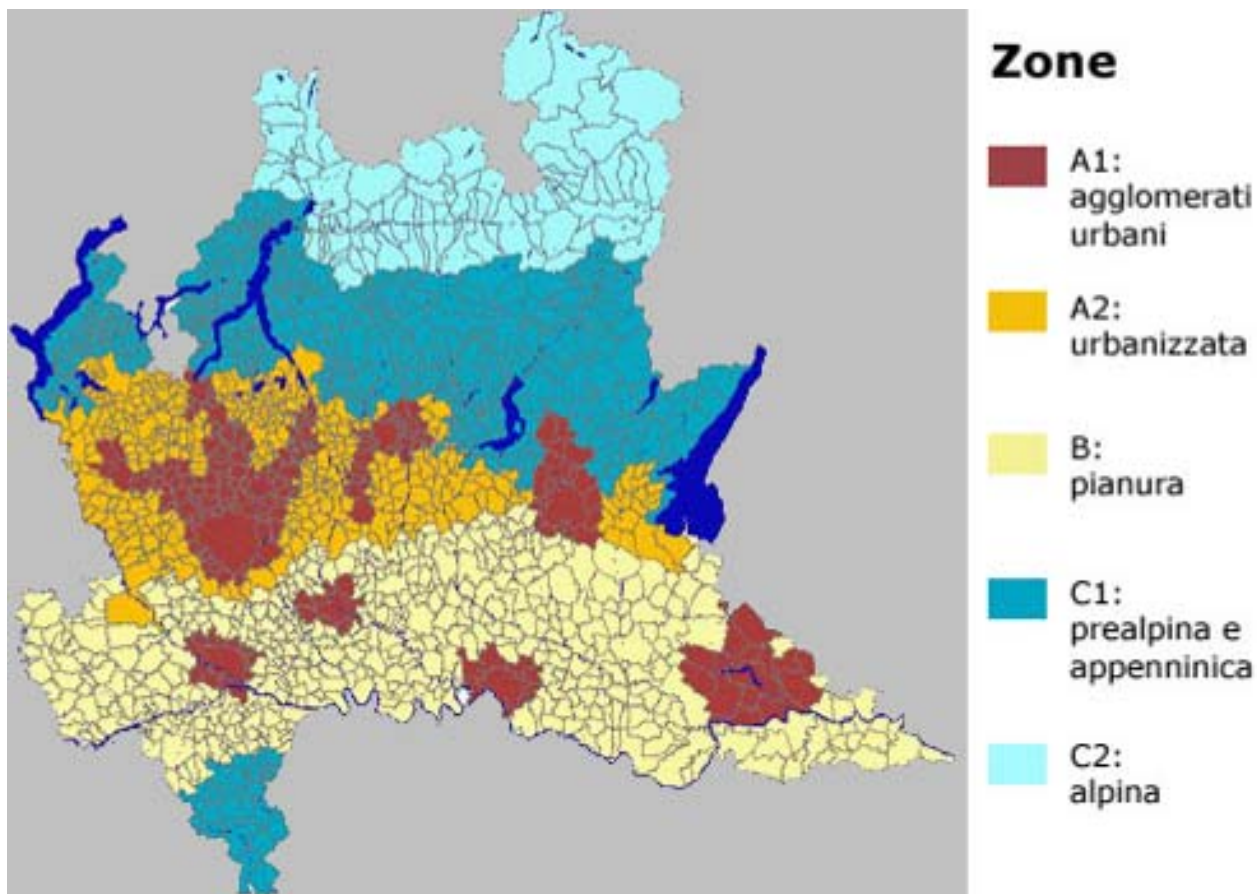 Zone
A1:
agglomerati
urbani
A2:
urbanizzata
B:
pianura
C1:
prealpina e
appenninica
C2:
alpina